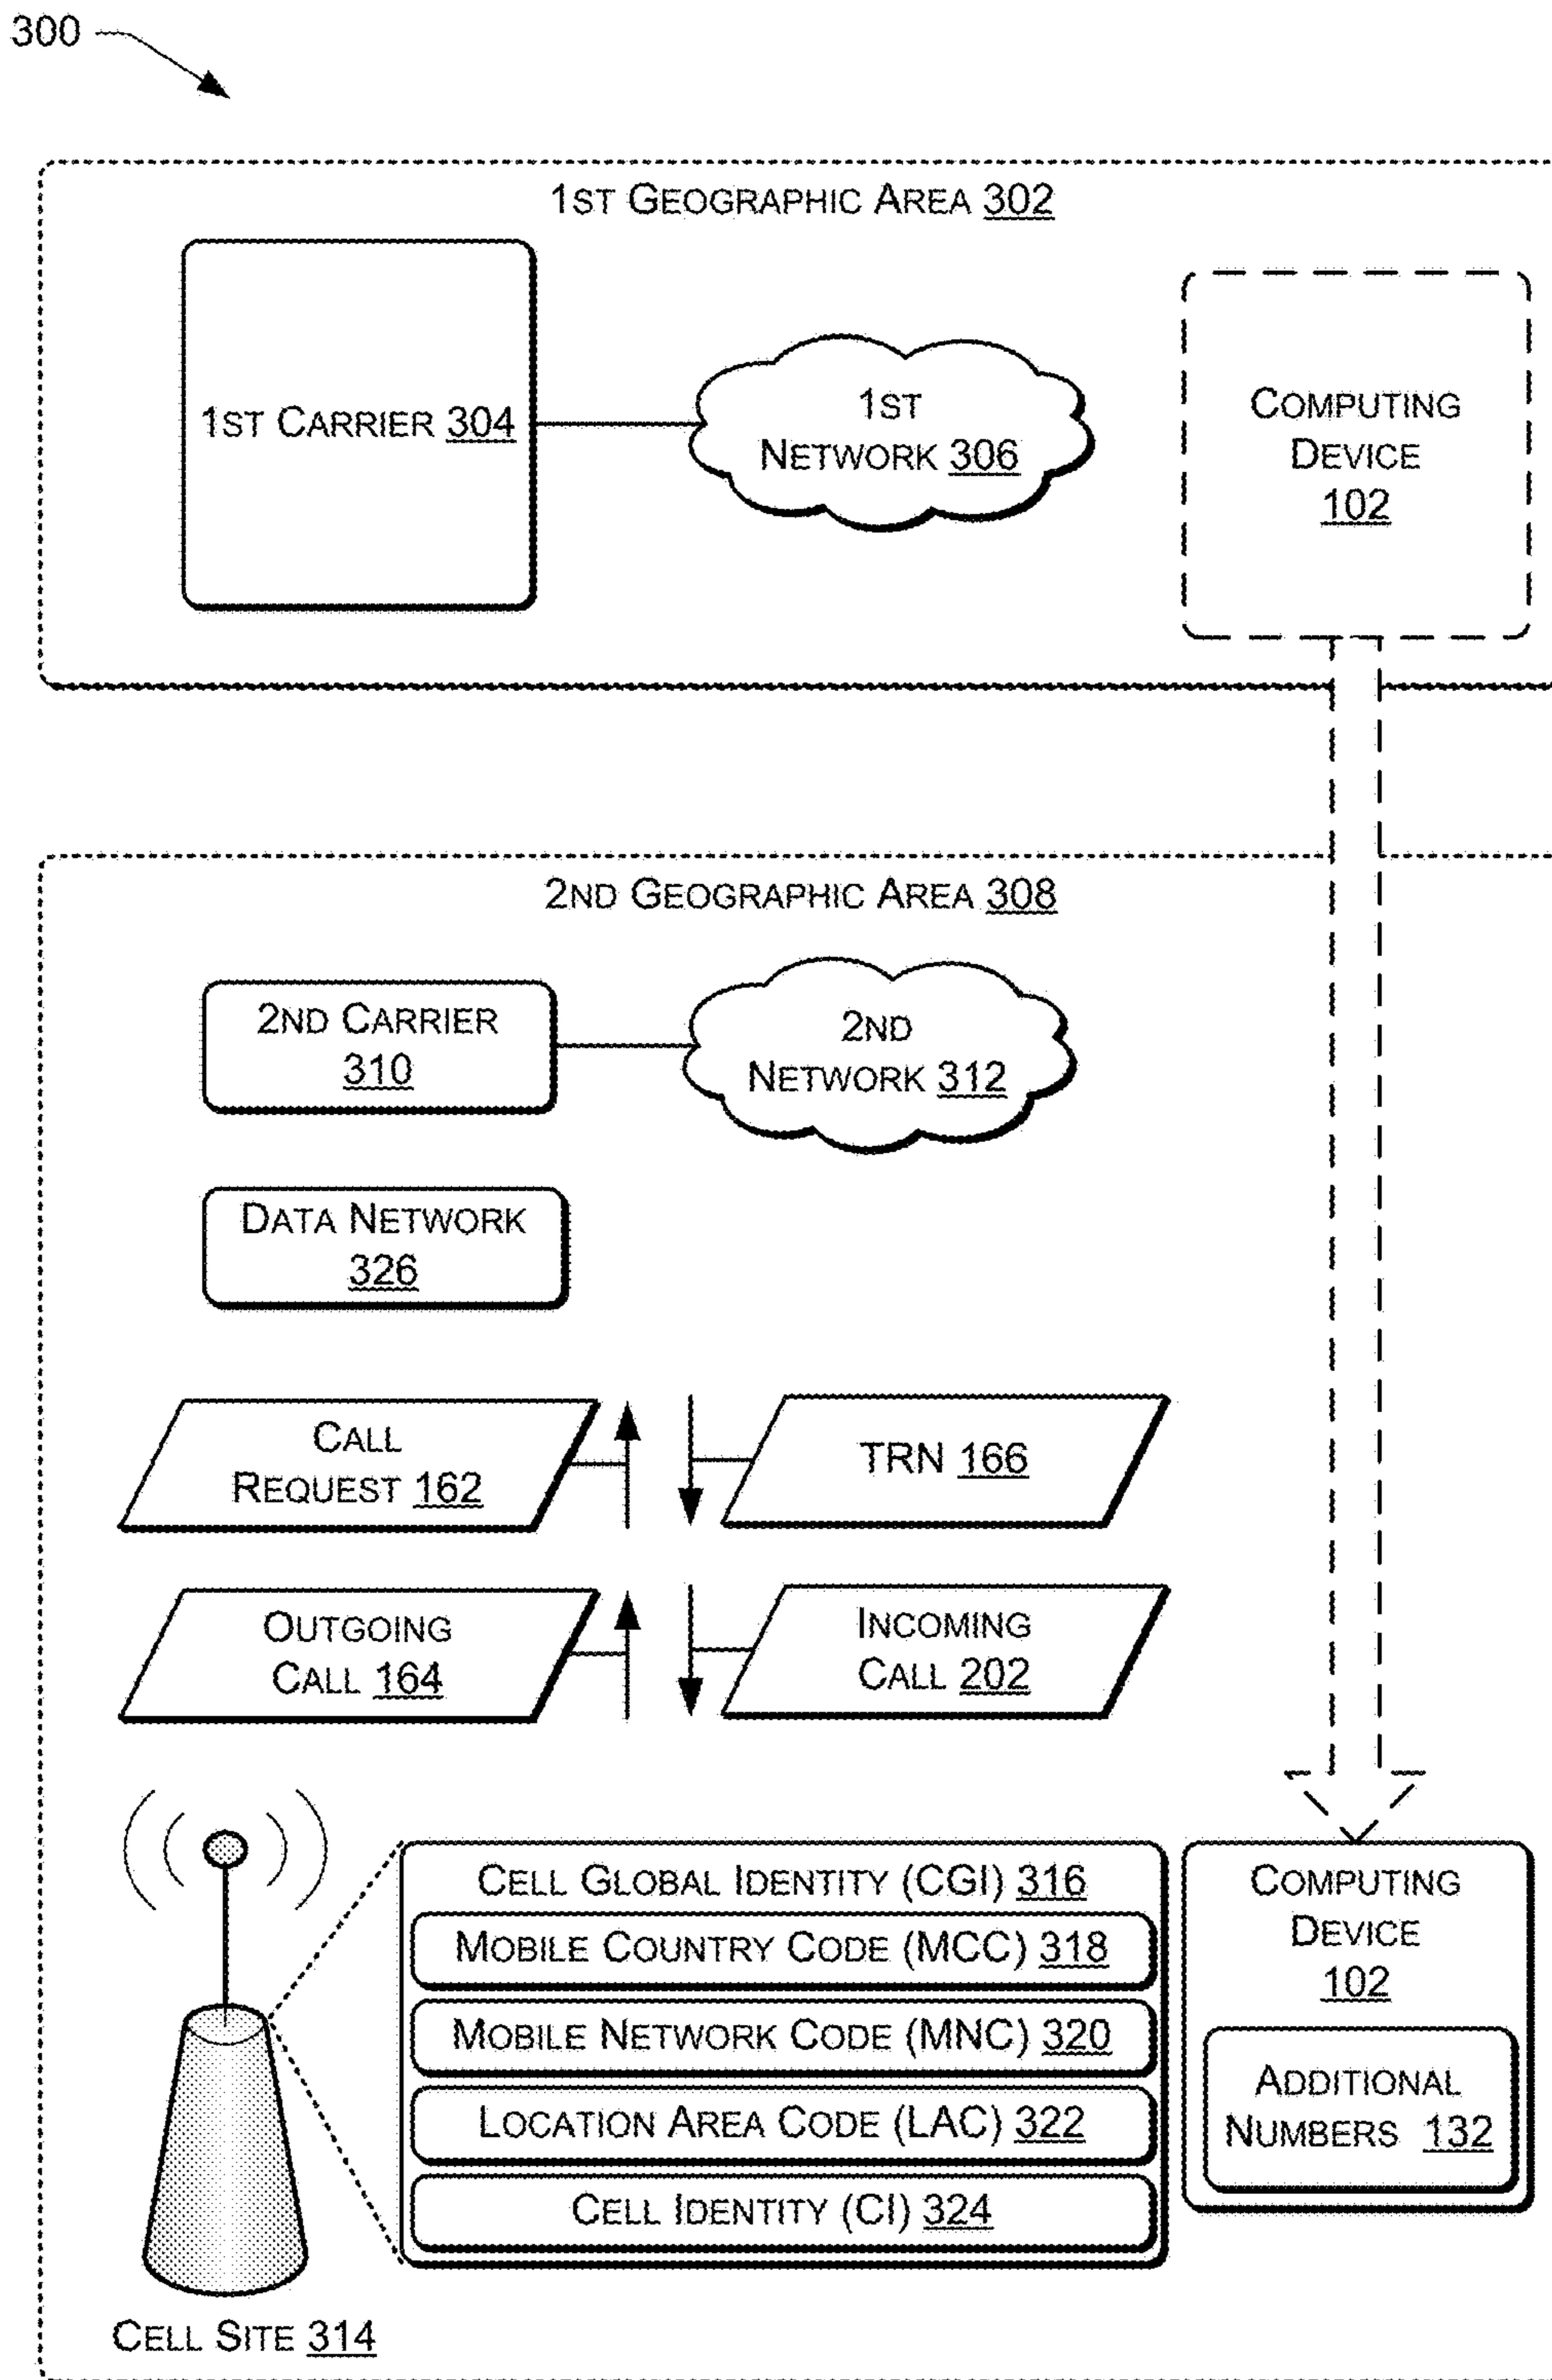 300
1ST GEOGRAPHIC AREA 302
1ST CARRIER 304
1ST
NETWORK 306
COMPUTING
DEVICE
102
2ND GEOGRAPHIC AREA 308
2ND CARRIER
310
2ND
NETWORK 312
DATA NETWORK
326
CALL
REQUEST 162
TRN 166
OUTGOING
CALL 164
INCOMING
CALL 202
CELL GLOBAL IDENTITY (CGI) 316
MOBILE COUNTRY CODE (MCC) 318
MOBILE NETWORK CODE (MNC) 320
LOCATION AREA CODE (LAC) 322
CELL IDENTITY (CI) 324
COMPUTING
DEVICE
102
ADDITIONAL
NUMBERS 132
CELL SITE 314